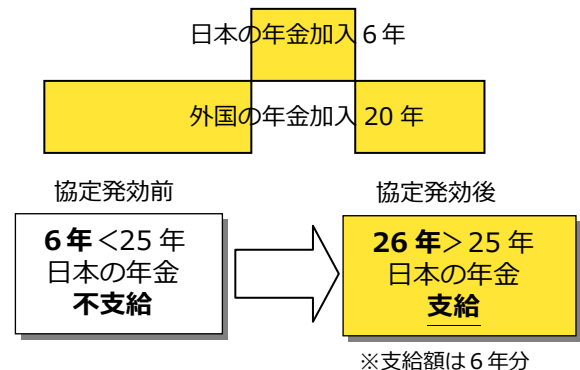 日本の年金加入 6 年
外国の年金加入 20 年
協定発効前
協定発効後
6 年 <25 年
日本の年金
不支給
26 年> 25 年
日本の年金
支給
※支給額は 6 年分